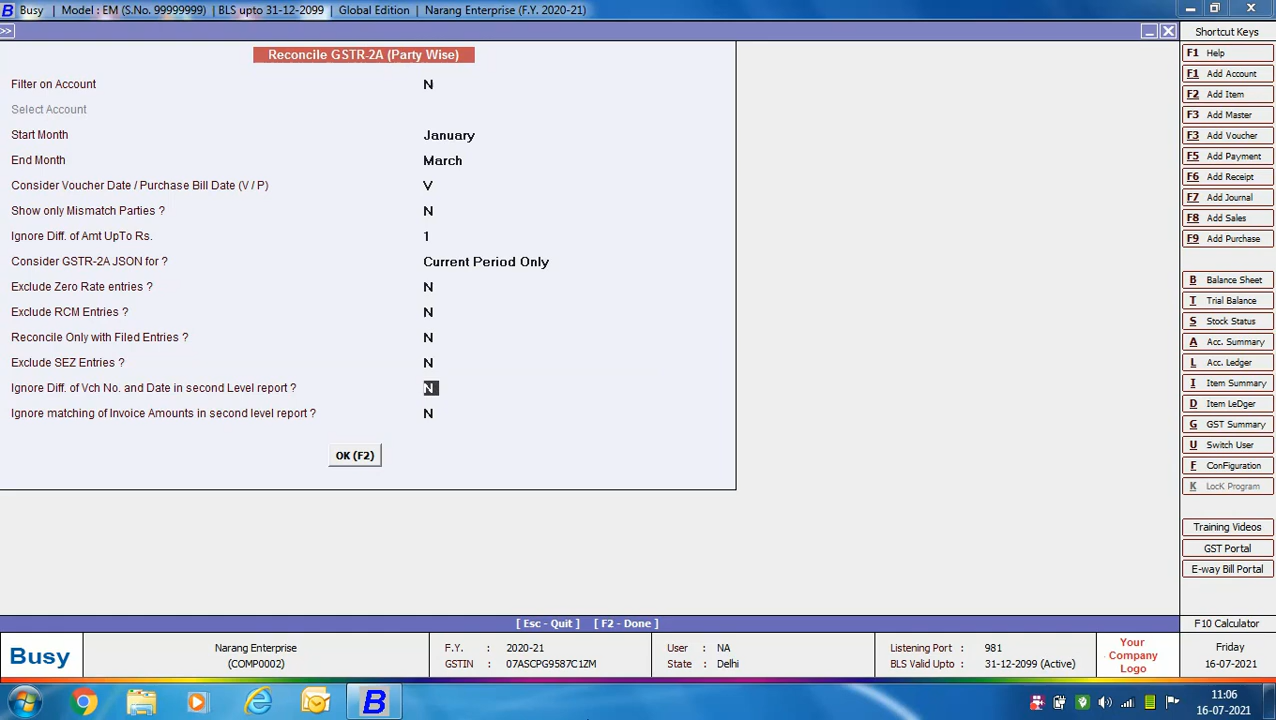 Busy Model : EM (S.No. 99999999) BLS upto 31-12-2099 Global Edition Narang Enterprise (F.Y. 2020-21)
>>
Reconcile GSTR-2A (Party Wise)
Filter on Account N
Select Account
Start Month January
End Month March
Consider Voucher Date / Purchase Bill Date (V / P) V
Show only Mismatch Parties ? N
Ignore Diff. of Amt UpTo Rs. 1
Consider GSTR-2A JSON for ? Current Period Only
Exclude Zero Rate entries ? N
Exclude RCM Entries ? N
Reconcile Only with Filed Entries ? N
Exclude SEZ Entries ? N
Ignore Diff. of Vch No. and Date in second Level report ? N
Ignore matching of Invoice Amounts in second level report ? N
OK (F2)
Shortcut Keys
F1 Help
F1 Add Account
F2 Add Item
F3 Add Master
F3 Add Voucher
F5 Add Payment
F6 Add Receipt
F7 Add Journal
F8 Add Sales
F9 Add Purchase
B Balance Sheet
T Trial Balance
S Stock Status
A Acc. Summary
L Acc. Ledger
I Item Summary
D Item LeDger
G GST Summary
U Switch User
F ConFiguration
K LocK Program
Training Videos
GST Portal
E-way Bill Portal
[ Esc - Quit ] [ F2 - Done ]
F10 Calculator
Busy
Narang Enterprise
(COMP0002)
F.Y. : 2020-21
GSTIN : 07ASCPG9587C1ZM
User : NA
State : Delhi
Listening Port : 981
BLS Valid Upto : 31-12-2099 (Active)
Your
Company
Logo
Friday
16-07-2021
B
11:06
16-07-2021